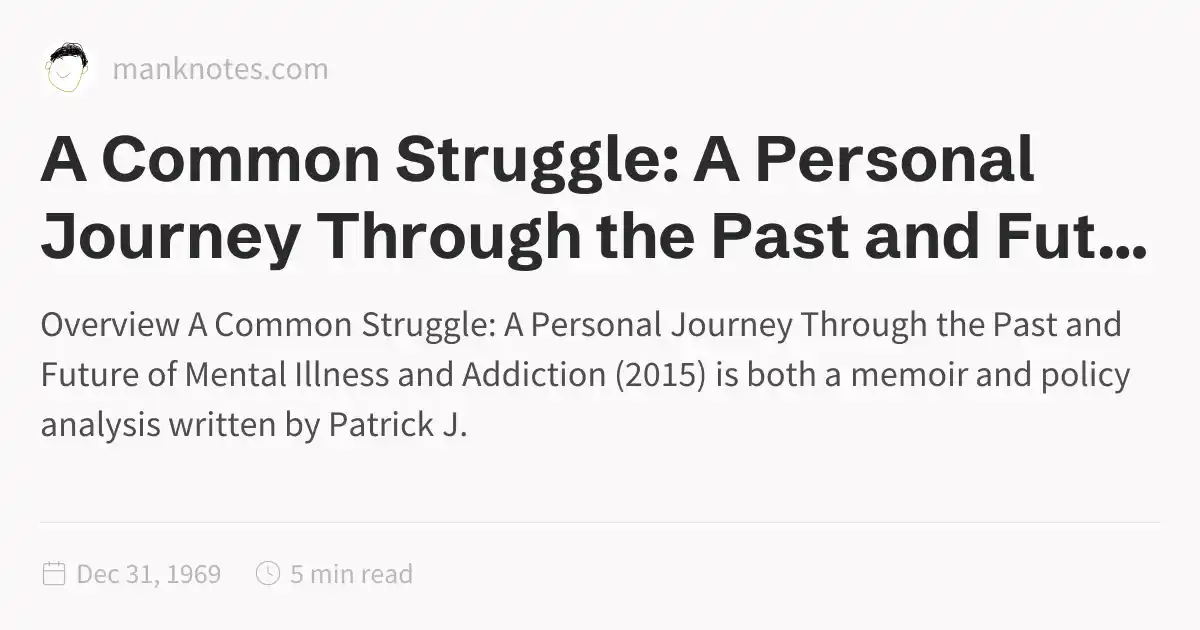 manknotes.com
A Common Struggle: A Personal
Journey Through the Past and Fut...
Overview A Common Struggle: A Personal Journey Through the Past and
Future of Mental Illness and Addiction (2015) is both a memoir and policy
analysis written by Patrick J.
Dec 31, 1969 5 min read